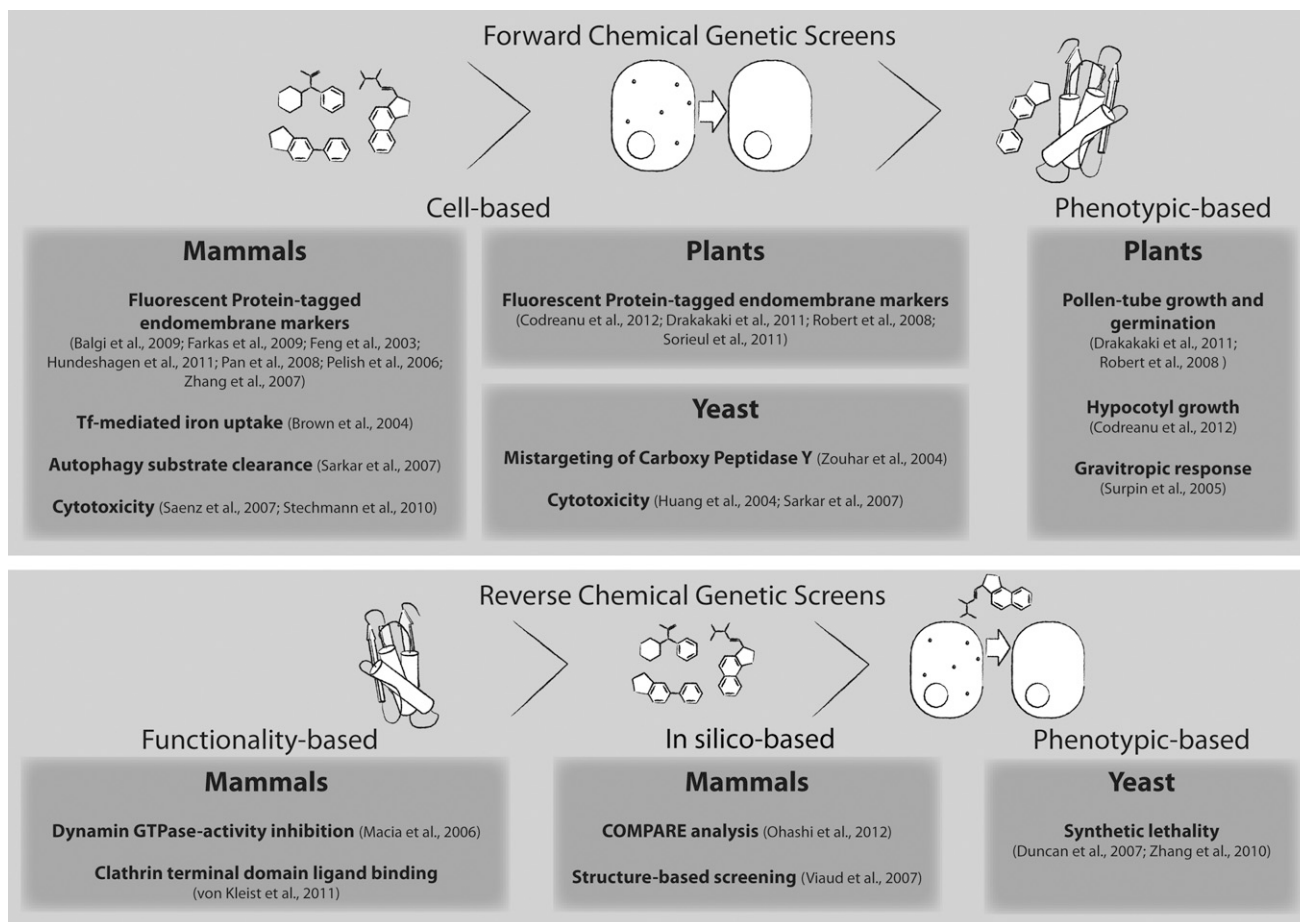 Forward Chemical Genetic Screens
Cell-based
Phenotypic-based
Mammals
Fluorescent Protein-tagged
endomembrane markers
(Balgi et al., 2009; Farkas et al., 2009; Feng et al., 2003;
Hundeshagen et al., 2011; Pan et al., 2008; Pelish et al., 2006;
Zhang et al., 2007)
Tf-mediated iron uptake (Brown et al., 2004)
Autophagy substrate clearance (Sarkar et al., 2007)
Cytotoxicity (Saenz et al., 2007; Stechmann et al., 2010)
Plants
Fluorescent Protein-tagged endomembrane markers
(Codreanu et al., 2012; Drakakaki et al., 2011; Robert et al., 2008;
Sorieul et al., 2011)
Yeast
Mistargeting of Carboxy Peptidase Y (Zouhar et al., 2004)
Cytotoxicity (Huang et al., 2004; Sarkar et al., 2007)
Plants
Pollen-tube growth and
germination
(Drakakaki et al., 2011;
Robert et al., 2008 )
Hypocotyl growth
(Codreanu et al., 2012)
Gravitropic response
(Surpin et al., 2005)
Reverse Chemical Genetic Screens
Functionality-based
In silico-based
Phenotypic-based
Mammals
Dynamin GTPase-activity inhibition (Macia et al., 2006)
Clathrin terminal domain ligand binding
(von Kleist et al., 2011)
Mammals
COMPARE analysis (Ohashi et al., 2012)
Structure-based screening (Viaud et al., 2007)
Yeast
Synthetic lethality
(Duncan et al., 2007; Zhang et al., 2010)